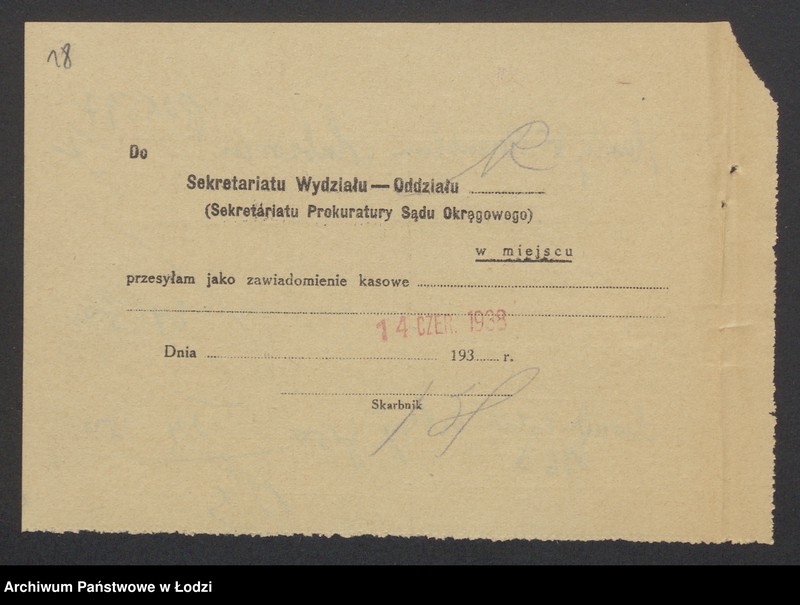 18
Do
R
Sekretariatu Wydziału — Oddziału
(Sekretariatu Prokuratury Sądu Okręgowego)
w miejscu
przesyłam jako zawiadomienie kasowe
14 CZER. 1938
Dnia 193 r.
Skarbnik
Archiwum Państwowe w Łodzi